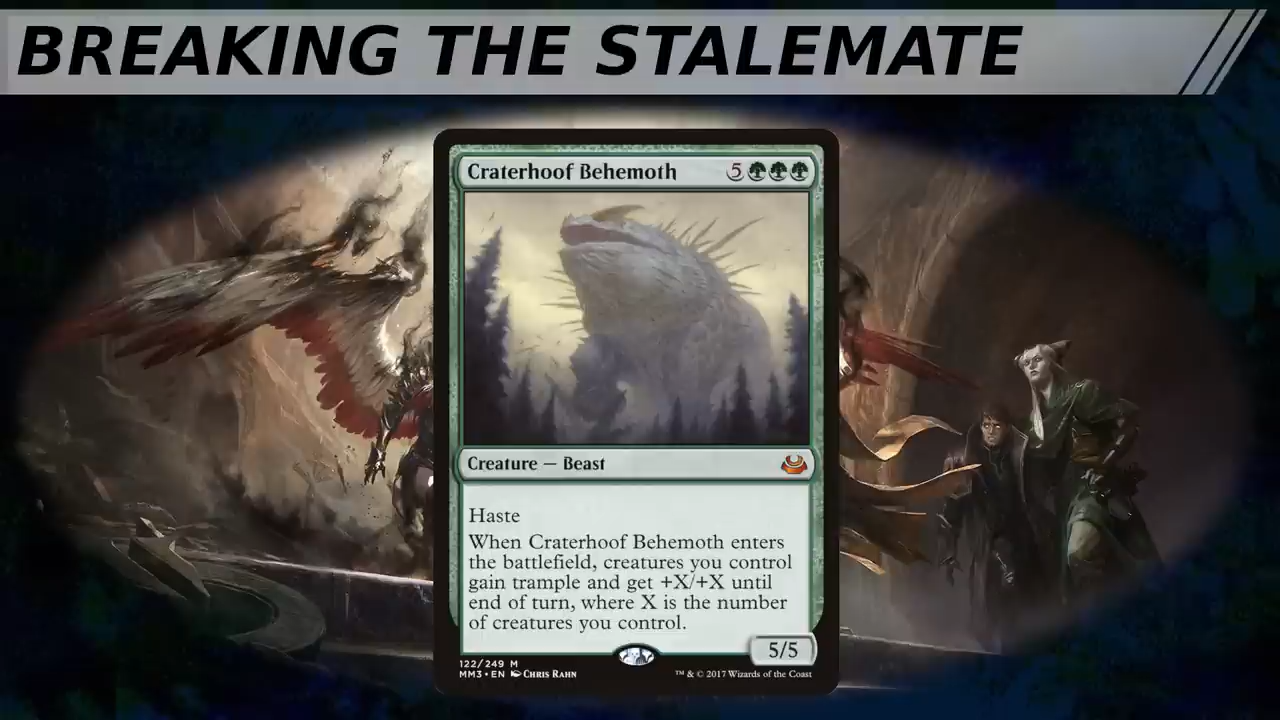 BREAKING THE STALEMATE
Craterhoof Behemoth 5
Creature — Beast
Haste
When Craterhoof Behemoth enters
the battlefield, creatures you control
gain trample and get +X/+X until
end of turn, where X is the number
of creatures you control.
5/5
122/249 M
MM3 • EN Chris Rahn ™ & © 2017 Wizards of the Coast